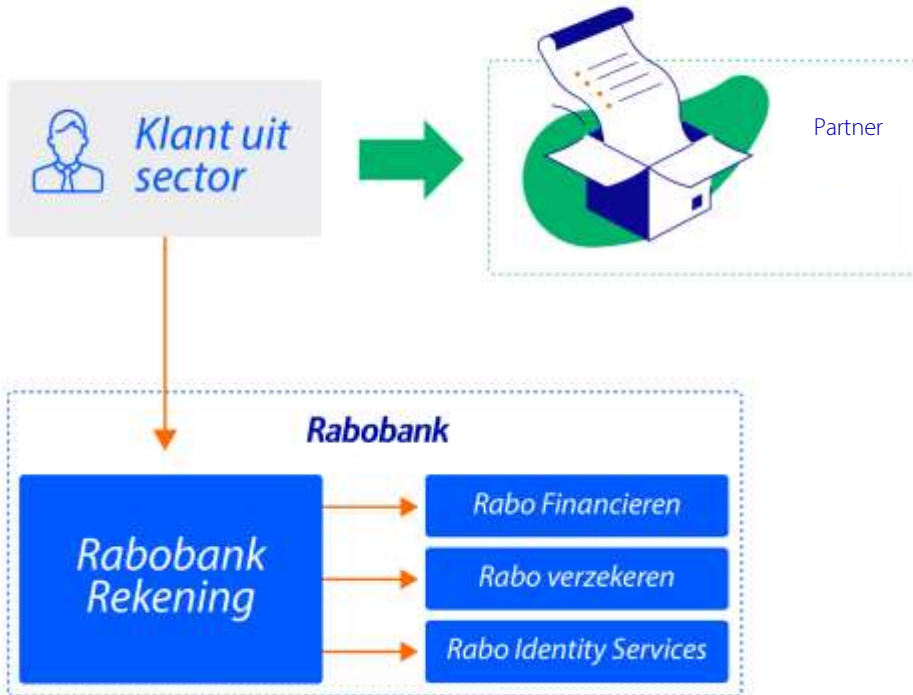 Klant uit
sector
Partner
Rabobank
Rabobank
Rekening
Rabo Financieren
Rabo verzekeren
Rabo Identity Services